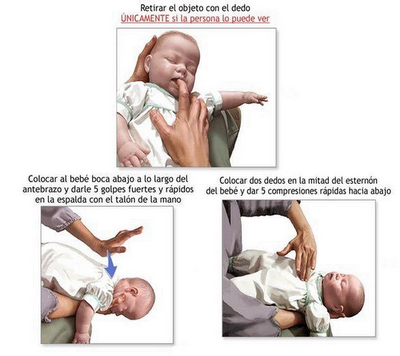 Retirar el objeto con el dedo
ÚNICAMENTE si la persona lo puede ver
Colocar al bebé boca abajo a lo largo del
antebrazo y darle 5 golpes fuertes y rápidos
en la espalda con el talón de la mano
Colocar dos dedos en la mitad del esternón
del bebé y dar 5 compresiones rápidas hacia abajo